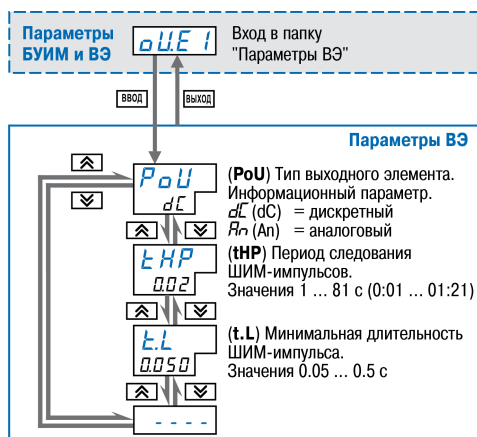 Параметры
БУИМ и ВЭ
oU.E 1
Вход в папку
"Параметры ВЭ"
ВВОД
ВЫХОД
Параметры ВЭ
PoU
dC
(PoU) Тип выходного элемента.
Информационный параметр.
dC (dC) = дискретный
An (An) = аналоговый
tHP
0.02
(tHP) Период следования
ШИМ-импульсов.
Значения 1 ... 81 с (0:01 ... 01:21)
t.L
0.050
(t.L) Минимальная длительность
ШИМ-импульса.
Значения 0.05 ... 0.5 с
- - - -